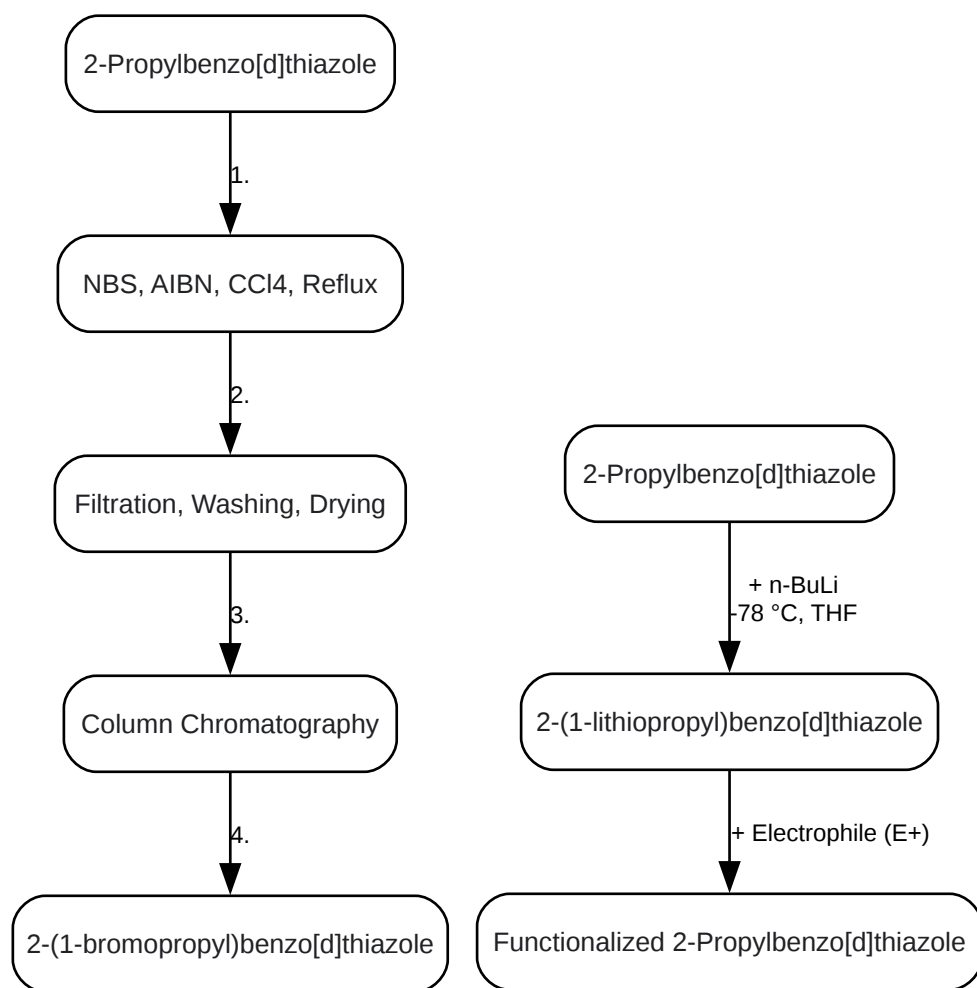 2-Propylbenzo[d]thiazole
1.
NBS, AIBN, CCl4, Reflux
2.
Filtration, Washing, Drying
3.
Column Chromatography
4.
2-(1-bromopropyl)benzo[d]thiazole
2-Propylbenzo[d]thiazole
+ n-BuLi
-78 °C, THF
2-(1-lithiopropyl)benzo[d]thiazole
+ Electrophile (E+)
Functionalized 2-Propylbenzo[d]thiazole